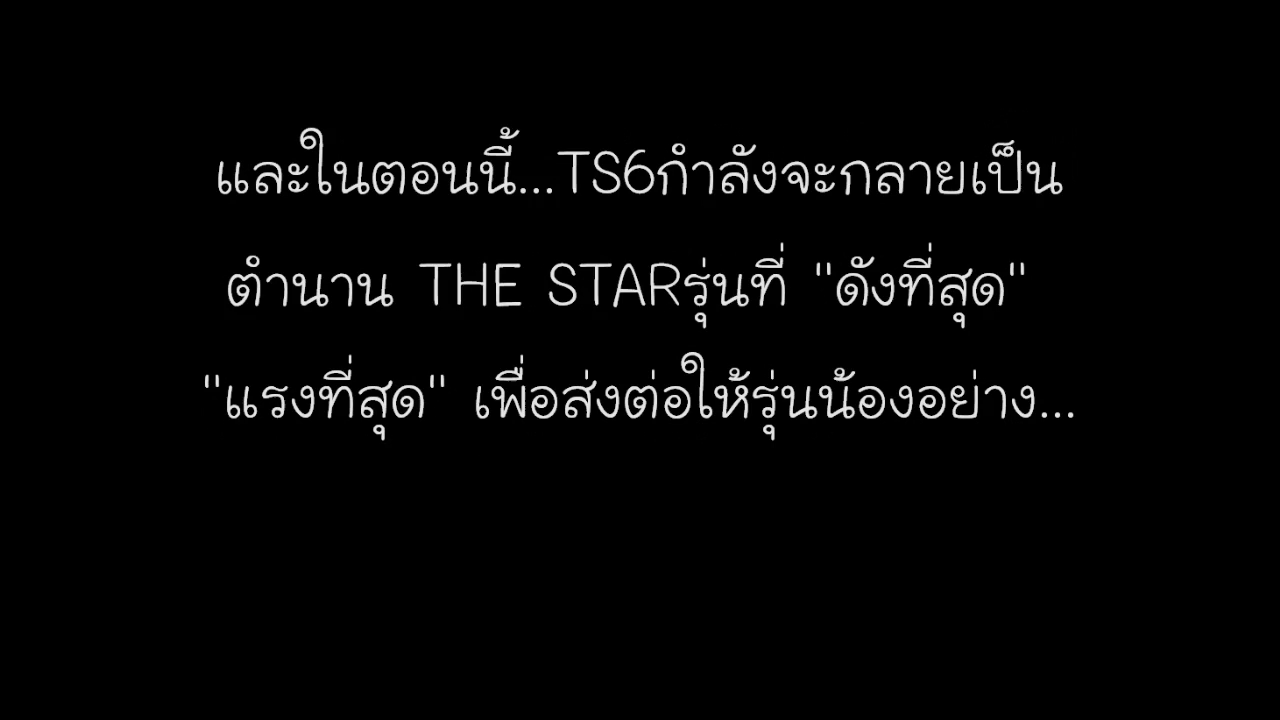 และในตอนนี้...TS6กำลังจะกลายเป็น
ตำนาน THE STARรุ่นที่ "ดังที่สุด"
"แรงที่สุด" เพื่อส่งต่อให้รุ่นน้องอย่าง...